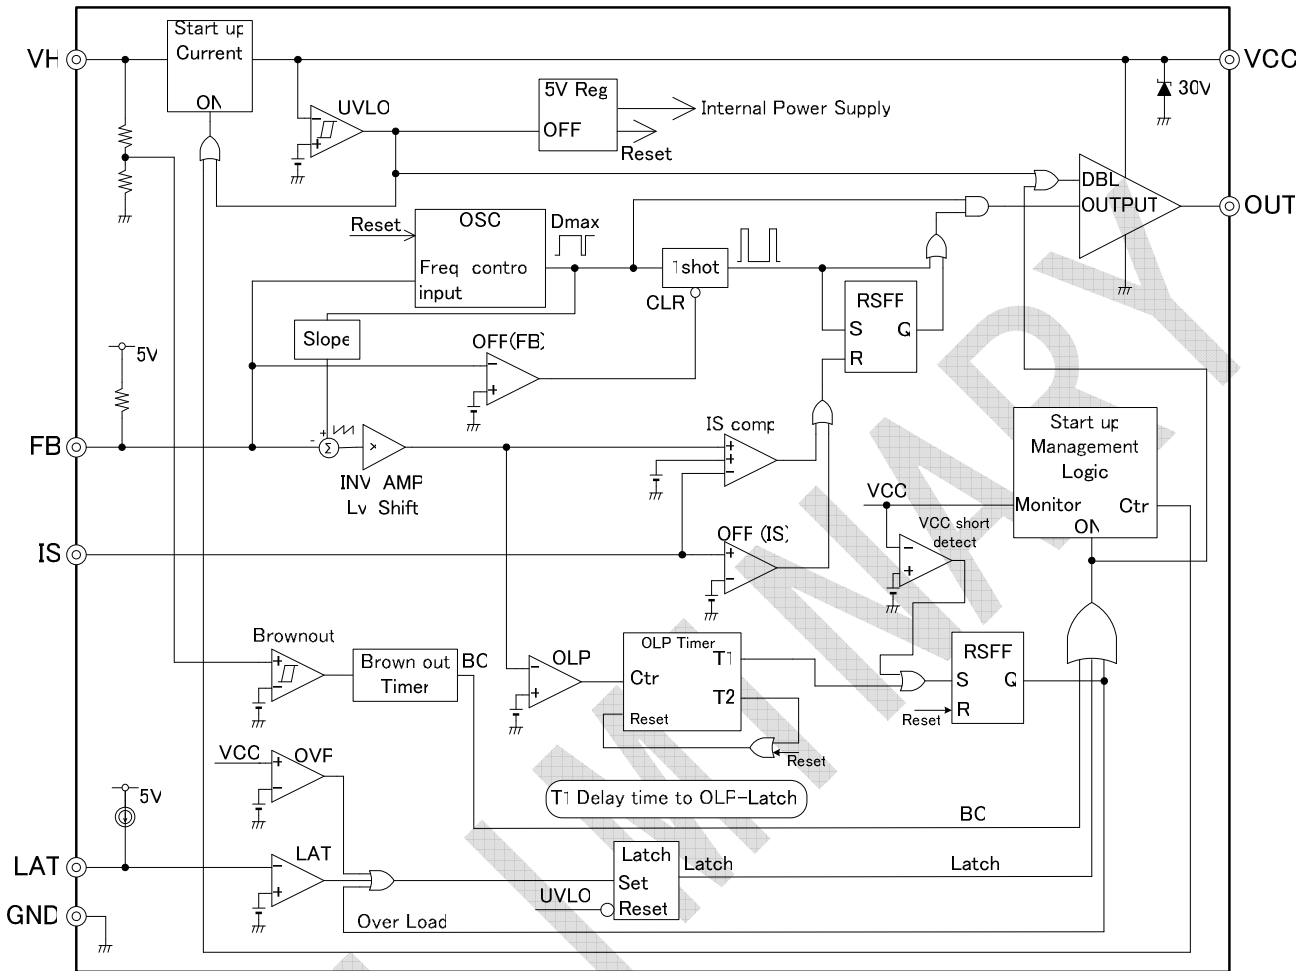 Start up
Current
ON
VH
VCC
30V
UVLO
5V Reg
OFF
Internal Power Supply
Reset
DBL
OUTPUT
OUT
Reset
OSC
Freq contro
input
Dmax
1shot
CLR
RSFF
S Q
R
Slope
5V
OFF(FB)
FB
- + Σ
INV AMP
Lv Shift
IS comp
Start up
Management
Logic
Monitor Ctr
ON
VCC
VCC short
detect
IS
OFF (IS)
Brownout
Brown out
Timer
BO
OLP
OLP Timer
Ctr
T1
T2
Reset
Reset
RSFF
S Q
R
Reset
VCC
OVP
T1 Delay time to OLP-Latch
5V
BO
LAT
LAT
Latch
Set
Reset
Latch
Latch
UVLO
GND
Over Load
IMINARY